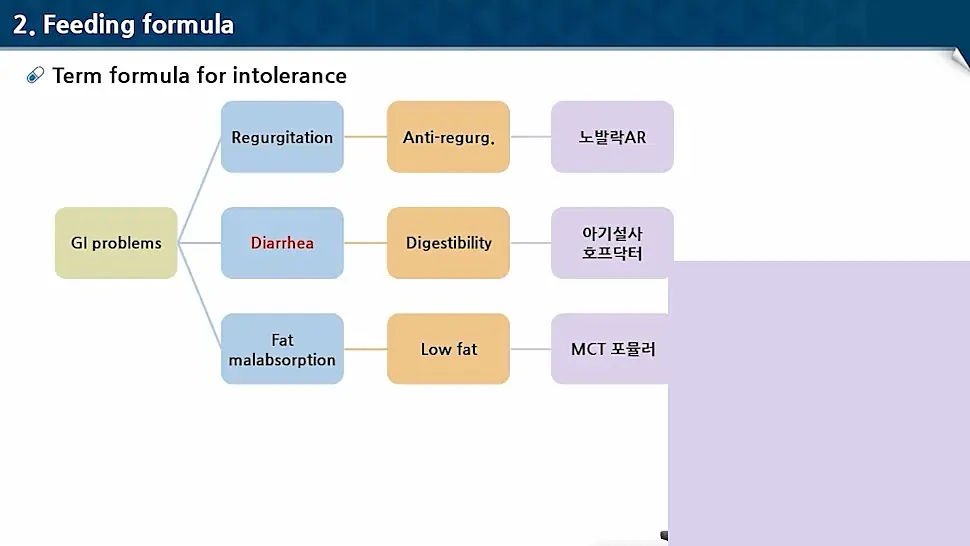 2. Feeding formula
Term formula for intolerance
Regurgitation
Anti-regurg.
노발락AR
GI problems
Diarrhea
Digestibility
아기설사
호프닥터
Fat
malabsorption
Low fat
MCT 포뮬러